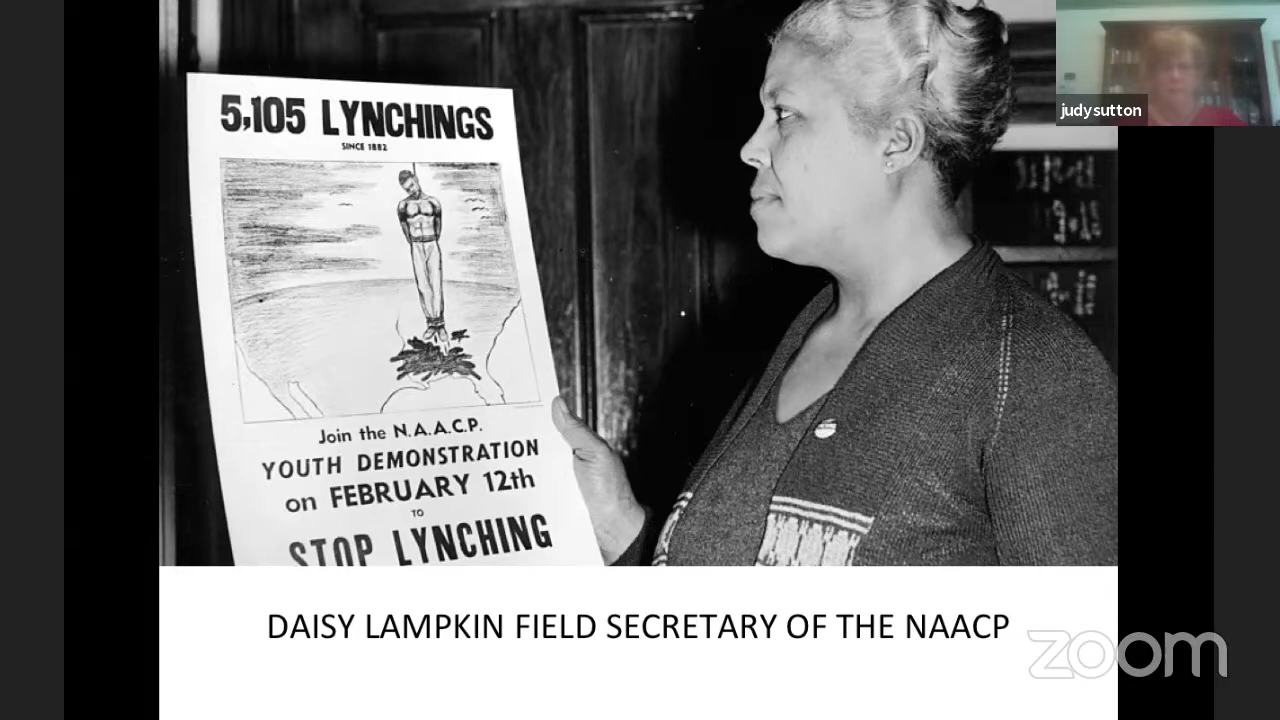 judysutton
5,105 LYNCHINGS
SINCE 1882
Join the N.A.A.C.P.
YOUTH DEMONSTRATION
on FEBRUARY 12th
TO
STOP LYNCHING
DAISY LAMPKIN FIELD SECRETARY OF THE NAACP
zoom